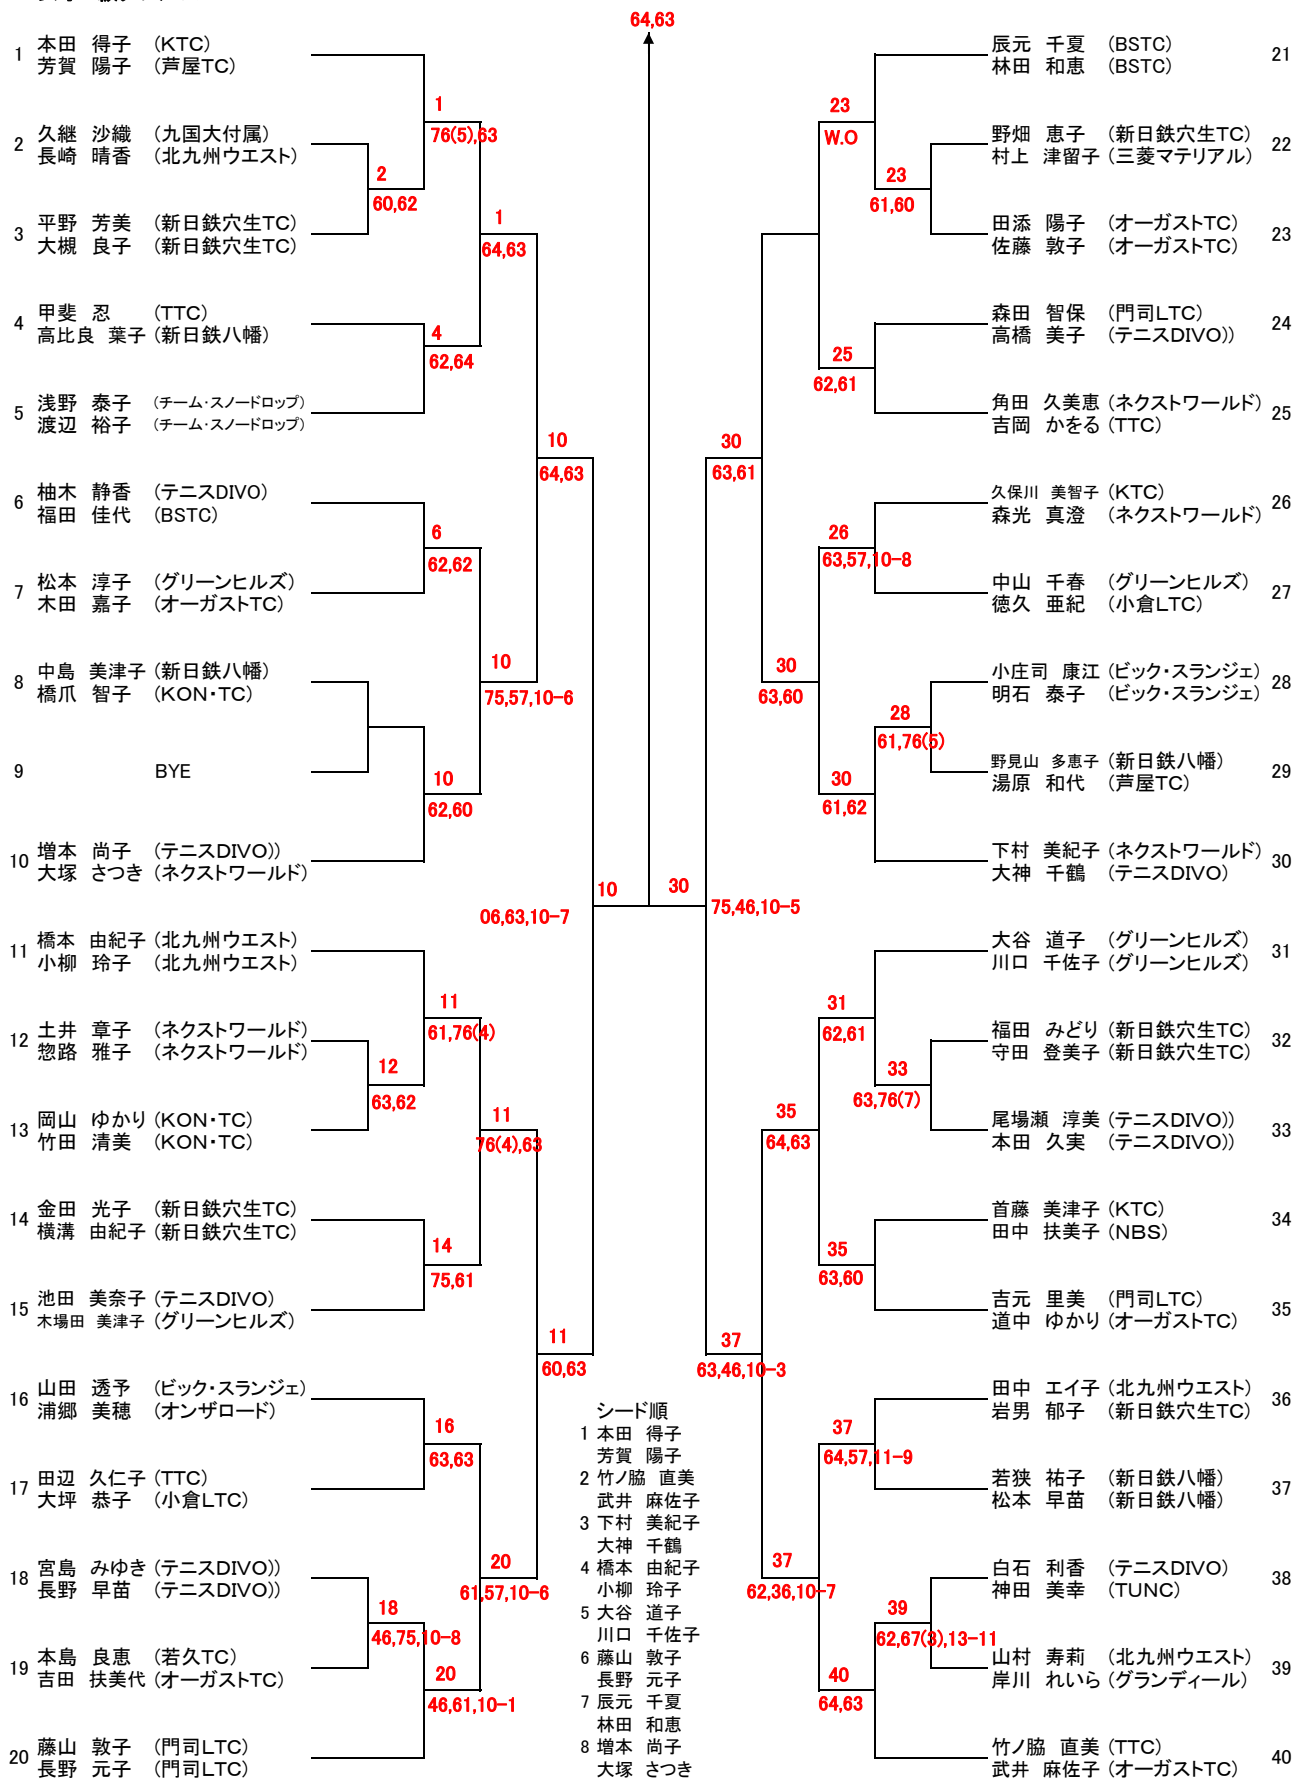 64,63
1 本田 得子 (KTC)
芳賀 陽子 (芦屋TC)
2 久継 沙織 (九国大付属)
長崎 晴香 (北九州ウエスト)
3 平野 芳美 (新日鉄穴生TC)
大槻 良子 (新日鉄穴生TC)
4 甲斐 忍 (TTC)
高比良 葉子 (新日鉄八幡)
5 浅野 泰子 (チーム・スノードロップ)
渡辺 裕子 (チーム・スノードロップ)
6 柚木 静香 (テニスDIVO)
福田 佳代 (BSTC)
7 松本 淳子 (グリーンヒルズ)
木田 嘉子 (オーガストTC)
8 中島 美津子 (新日鉄八幡)
橋爪 智子 (KON・TC)
9 BYE
10 増本 尚子 (テニスDIVO))
大塚 さつき (ネクストワールド)
11 橋本 由紀子 (北九州ウエスト)
小柳 玲子 (北九州ウエスト)
12 土井 章子 (ネクストワールド)
惣路 雅子 (ネクストワールド)
13 岡山 ゆかり (KON・TC)
竹田 清美 (KON・TC)
14 金田 光子 (新日鉄穴生TC)
横溝 由紀子 (新日鉄穴生TC)
15 池田 美奈子 (テニスDIVO)
木場田 美津子 (グリーンヒルズ)
16 山田 透予 (ビック・スランジェ)
浦郷 美穂 (オンザロード)
17 田辺 久仁子 (TTC)
大坪 恭子 (小倉LTC)
18 宮島 みゆき (テニスDIVO))
長野 早苗 (テニスDIVO))
19 本島 良恵 (若久TC)
吉田 扶美代 (オーガストTC)
20 藤山 敦子 (門司LTC)
長野 元子 (門司LTC)
1
76(5),63
2
60,62
1
64,63
4
62,64
10
64,63
6
62,62
10
75,57,10-6
10
62,60
10
06,63,10-7
11
61,76(4)
12
63,62
11
76(4),63
14
75,61
11
60,63
16
63,63
20
61,57,10-6
18
46,75,10-8
20
46,61,10-1
シード順
1 本田 得子
芳賀 陽子
2 竹ノ脇 直美
武井 麻佐子
3 下村 美紀子
大神 千鶴
4 橋本 由紀子
小柳 玲子
5 大谷 道子
川口 千佐子
6 藤山 敦子
長野 元子
7 辰元 千夏
林田 和恵
8 増本 尚子
大塚 さつき
23
W.O
23
61,60
25
62,61
30
63,61
26
63,57,10-8
30
63,60
28
61,76(5)
30
61,62
30
75,46,10-5
31
62,61
33
63,76(7)
35
64,63
35
63,60
37
63,46,10-3
37
64,57,11-9
37
62,36,10-7
39
62,67(3),13-11
40
64,63
辰元 千夏 (BSTC) 21
林田 和恵 (BSTC)
野畑 恵子 (新日鉄穴生TC) 22
村上 津留子 (三菱マテリアル)
田添 陽子 (オーガストTC) 23
佐藤 敦子 (オーガストTC)
森田 智保 (門司LTC) 24
高橋 美子 (テニスDIVO))
角田 久美恵 (ネクストワールド) 25
吉岡 かをる (TTC)
久保川 美智子 (KTC) 26
森光 真澄 (ネクストワールド)
中山 千春 (グリーンヒルズ) 27
徳久 亜紀 (小倉LTC)
小庄司 康江 (ビック・スランジェ) 28
明石 泰子 (ビック・スランジェ)
野見山 多恵子 (新日鉄八幡) 29
湯原 和代 (芦屋TC)
下村 美紀子 (ネクストワールド) 30
大神 千鶴 (テニスDIVO)
大谷 道子 (グリーンヒルズ) 31
川口 千佐子 (グリーンヒルズ)
福田 みどり (新日鉄穴生TC) 32
守田 登美子 (新日鉄穴生TC)
尾場瀬 淳美 (テニスDIVO)) 33
本田 久実 (テニスDIVO))
首藤 美津子 (KTC) 34
田中 扶美子 (NBS)
吉元 里美 (門司LTC) 35
道中 ゆかり (オーガストTC)
田中 エイ子 (北九州ウエスト) 36
岩男 郁子 (新日鉄穴生TC)
若狭 祐子 (新日鉄八幡) 37
松本 早苗 (新日鉄八幡)
白石 利香 (テニスDIVO) 38
神田 美幸 (TUNC)
山村 寿莉 (北九州ウエスト) 39
岸川 れいら (グランディール)
竹ノ脇 直美 (TTC) 40
武井 麻佐子 (オーガストTC)